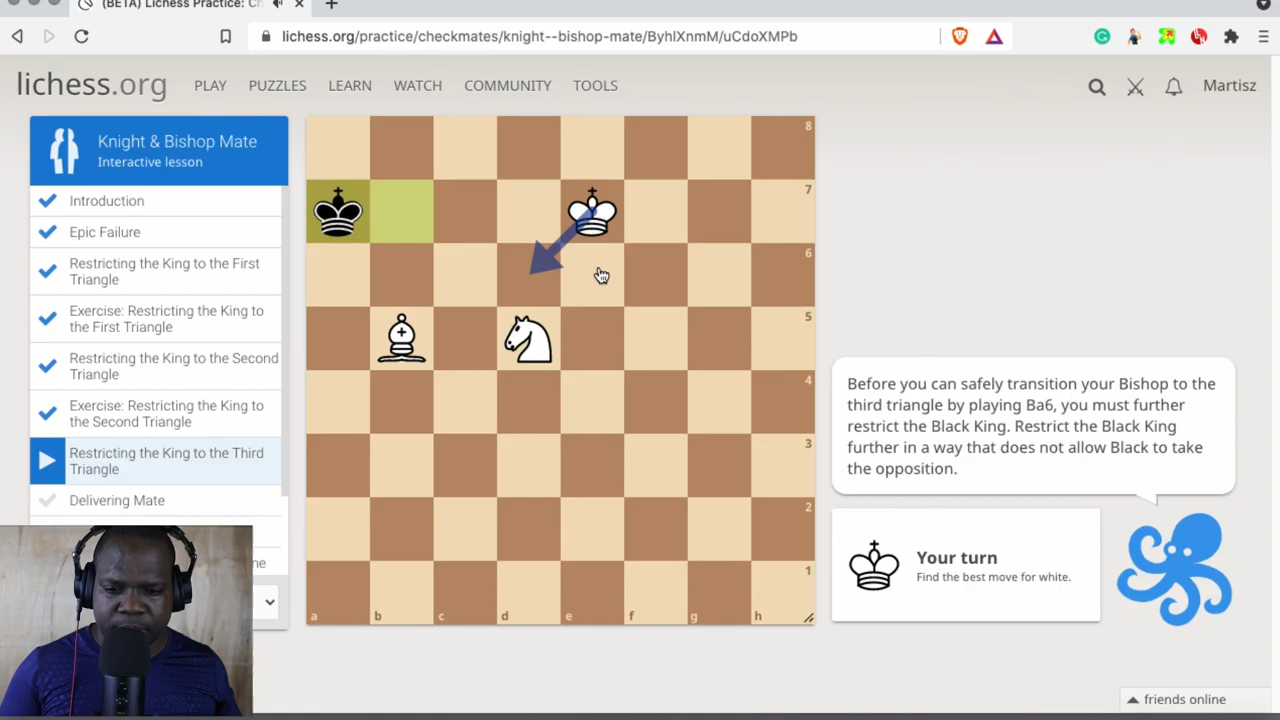 (BETA) Lichess Practice: Ch
lichess.org/practice/checkmates/knight--bishop-mate/ByhlXnmM/uCdoXMPb
lichess.org PLAY PUZZLES LEARN WATCH COMMUNITY TOOLS Martisz
Knight & Bishop Mate
Interactive lesson
Introduction
Epic Failure
Restricting the King to the First
Triangle
Exercise: Restricting the King to
the First Triangle
Restricting the King to the Second
Triangle
Exercise: Restricting the King to
the Second Triangle
Restricting the King to the Third
Triangle
Delivering Mate
ne
8
7
6
5
4
3
2
1
a b c d e f g h
Before you can safely transition your Bishop to the
third triangle by playing Ba6, you must further
restrict the Black King. Restrict the Black King
further in a way that does not allow Black to take
the opposition.
Your turn
Find the best move for white.
friends online